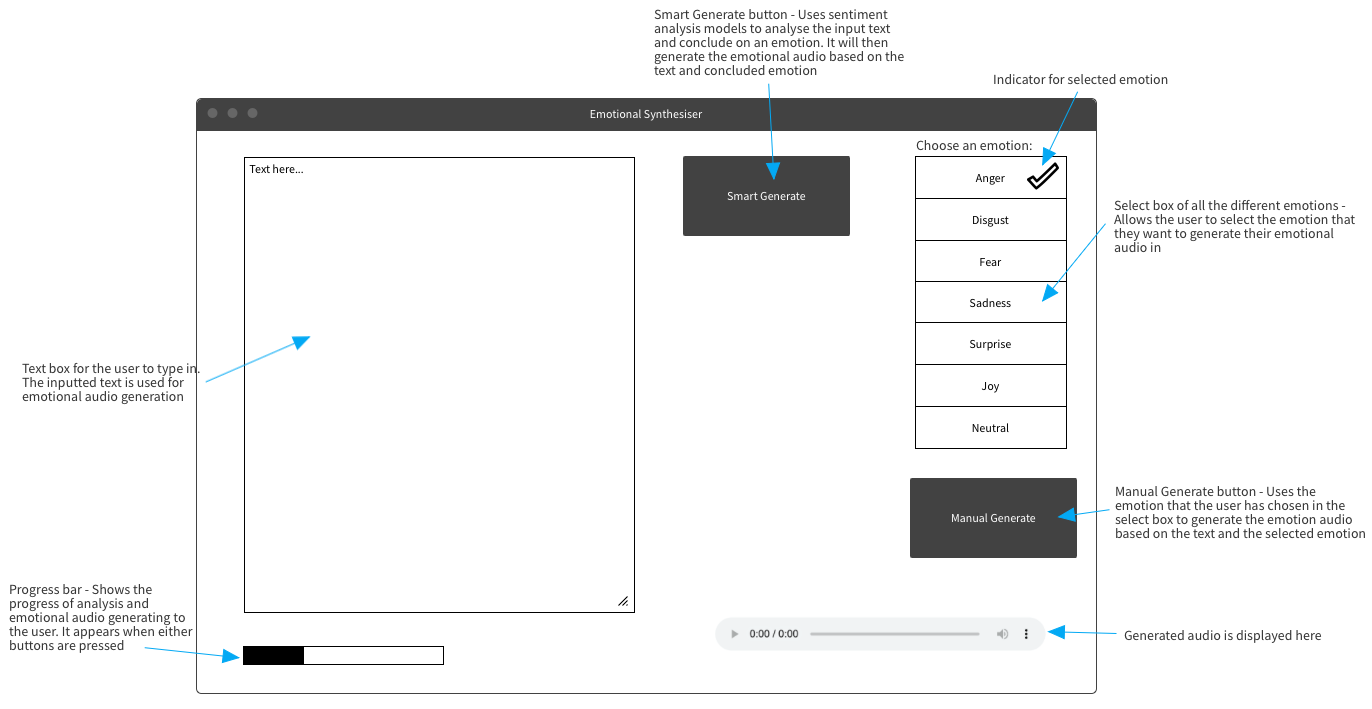 Smart Generate button - Uses sentiment
analysis models to analyse the input text
and conclude on an emotion. It will then
generate the emotional audio based on the
text and concluded emotion
Indicator for selected emotion
Emotional Synthesiser
Choose an emotion:
Text here...
Smart Generate
Anger
Disgust
Fear
Sadness
Surprise
Joy
Neutral
Select box of all the different emotions -
Allows the user to select the emotion that
they want to generate their emotional
audio in
Text box for the user to type in.
The inputted text is used for
emotional audio generation
Manual Generate
Manual Generate button - Uses the
emotion that the user has chosen in the
select box to generate the emotion audio
based on the text and the selected emotion
Progress bar - Shows the
progress of analysis and
emotional audio generating to
the user. It appears when either
buttons are pressed
0:00 / 0:00
Generated audio is displayed here